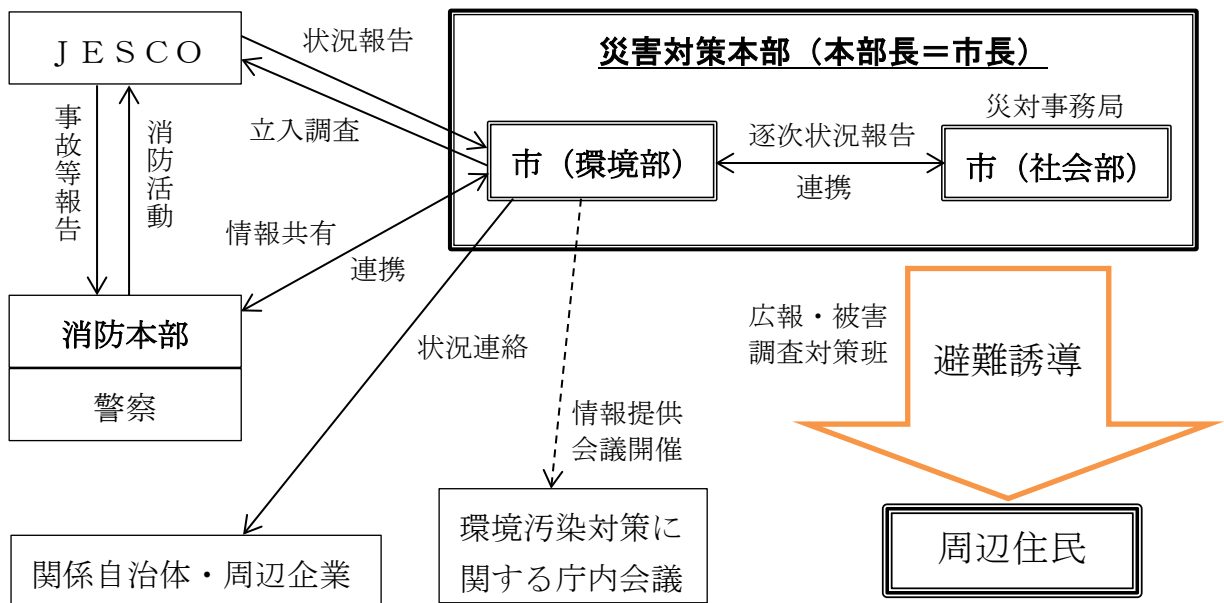 ＪＥＳＣＯ
状況報告
立入調査
事故等報告
消防活動
災害対策本部（本部長＝市長）
災対事務局
市（環境部）
逐次状況報告
連携
市（社会部）
情報共有
連携
消防本部
警察
状況連絡
情報提供
会議開催
広報・被害
調査対策班
避難誘導
関係自治体・周辺企業
環境汚染対策に
関する庁内会議
周辺住民